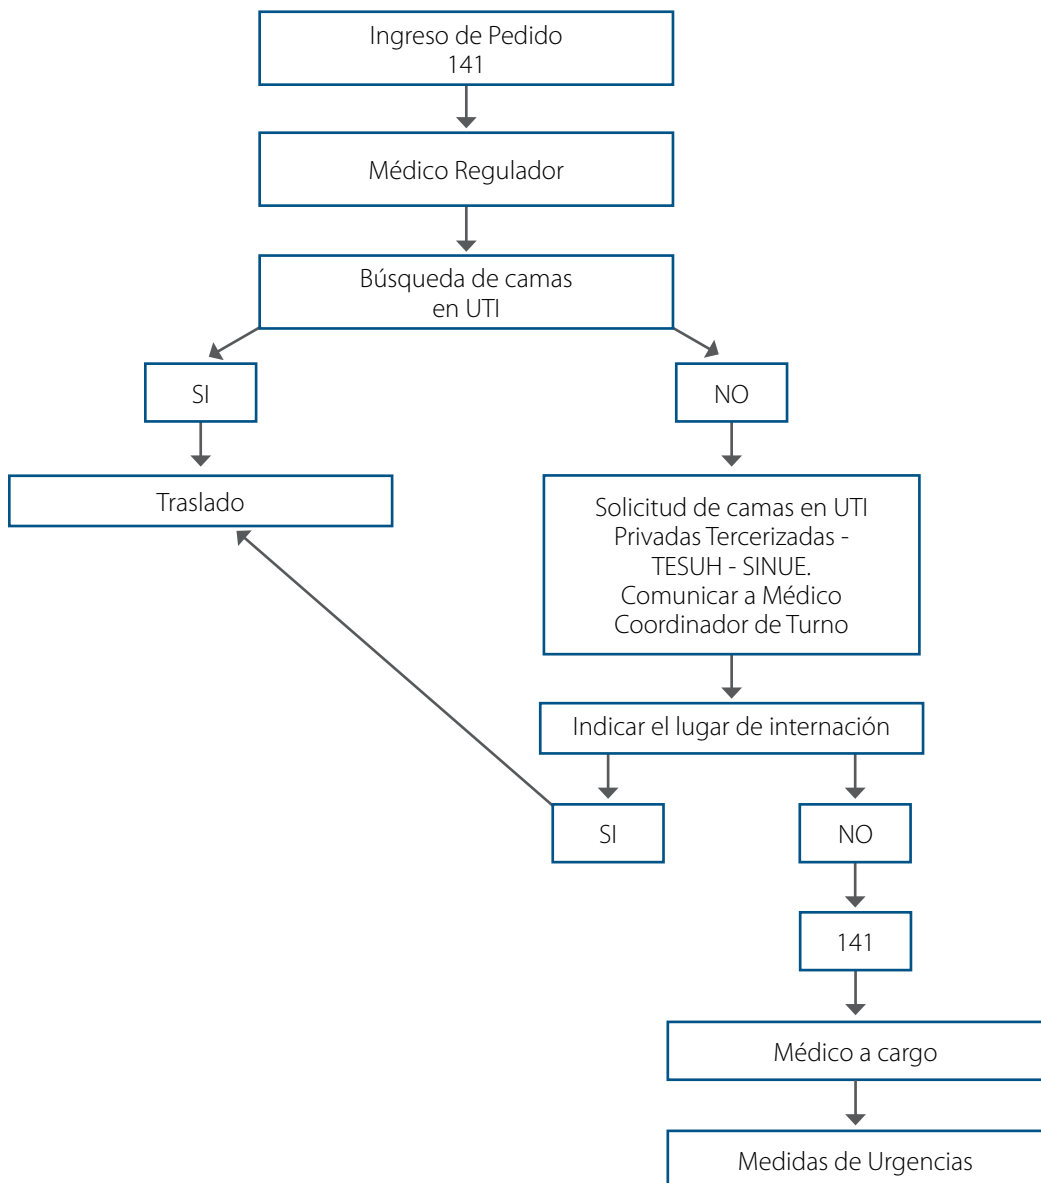 Ingreso de Pedido
141
Médico Regulador
Búsqueda de camas
en UTI
SI
NO
Traslado
Solicitud de camas en UTI
Privadas Tercerizadas -
TESUH - SINUE.
Comunicar a Médico
Coordinador de Turno
Indicar el lugar de internación
SI
NO
141
Médico a cargo
Medidas de Urgencias